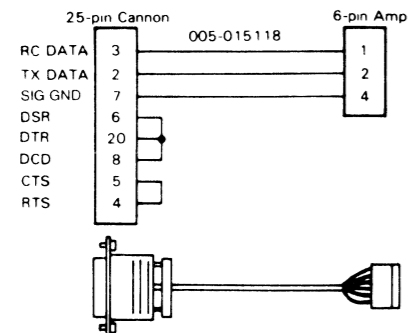 25-pin Cannon 6-pin Amp
005-015118
RC DATA 3 1
TX DATA 2 2
SIG GND 7 4
DSR 6
DTR 20
DCD 8
CTS 5
RTS 4